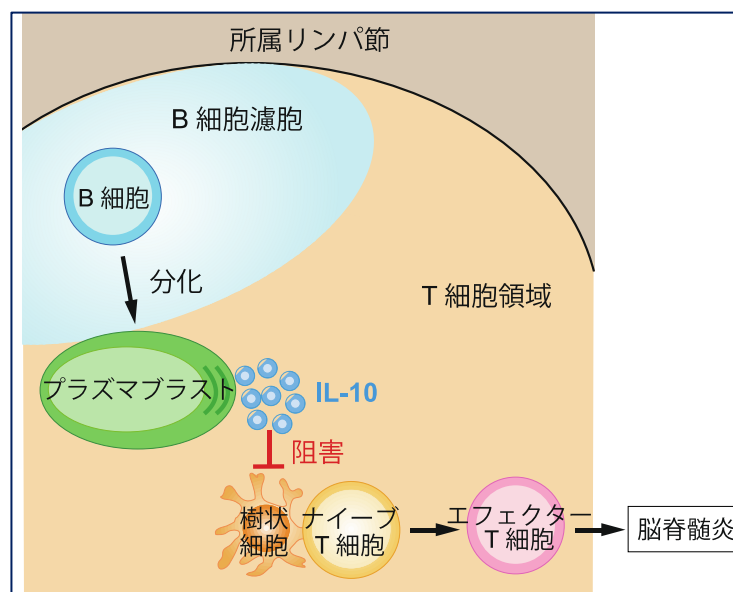 所属リンパ節
B 細胞濾胞
B 細胞
分化
T 細胞領域
プラズマブラスト
IL-10
阻害
樹状
細胞
ナイーブ
T 細胞
エフェクター
T 細胞
脳脊髄炎